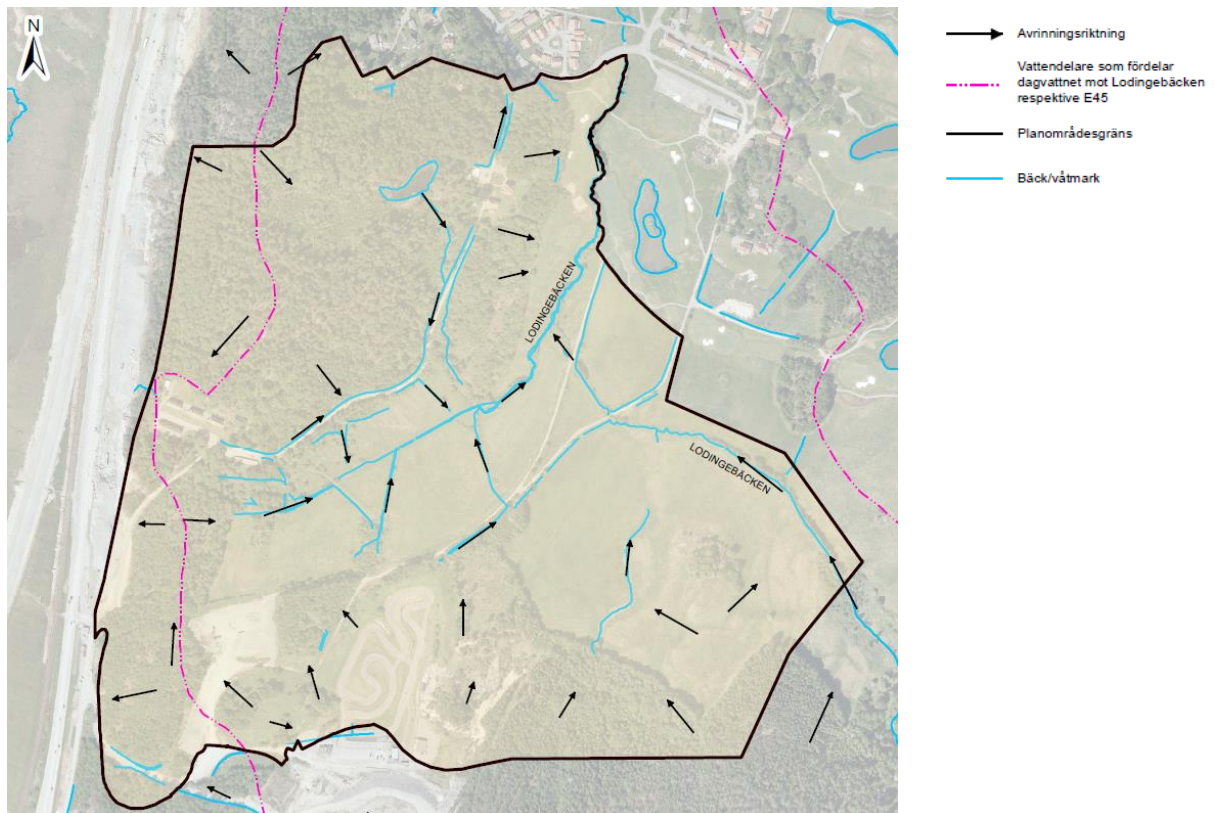 N
Avrinningsriktning
Vattendelare som fördelar
dagvattnet mot Lodingebäcken
respektive E45
Planområdesgräns
Bäck/våtmark
LODINGEBÄCKEN
LODINGEBÄCKEN